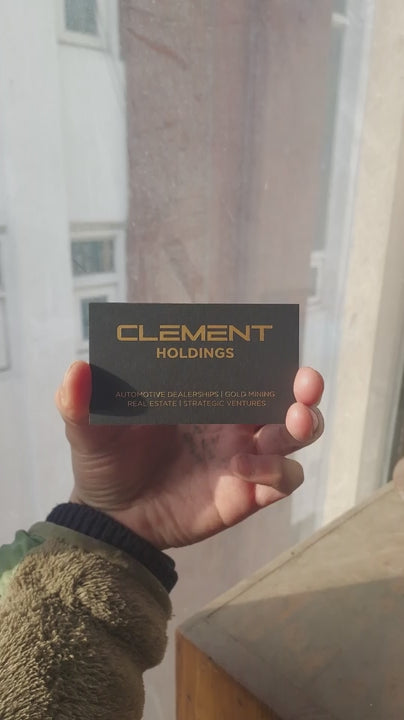 CLEMENT
HOLDINGS
AUTOMOTIVE DEALERSHIPS | GOLD MINING
REAL ESTATE | STRATEGIC VENTURES